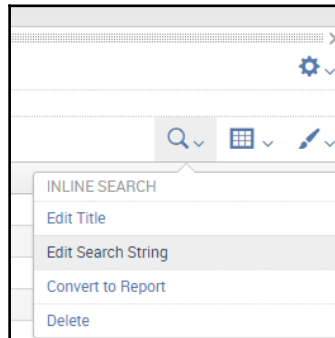 INLINE SEARCH
Edit Title
Edit Search String
Convert to Report
Delete